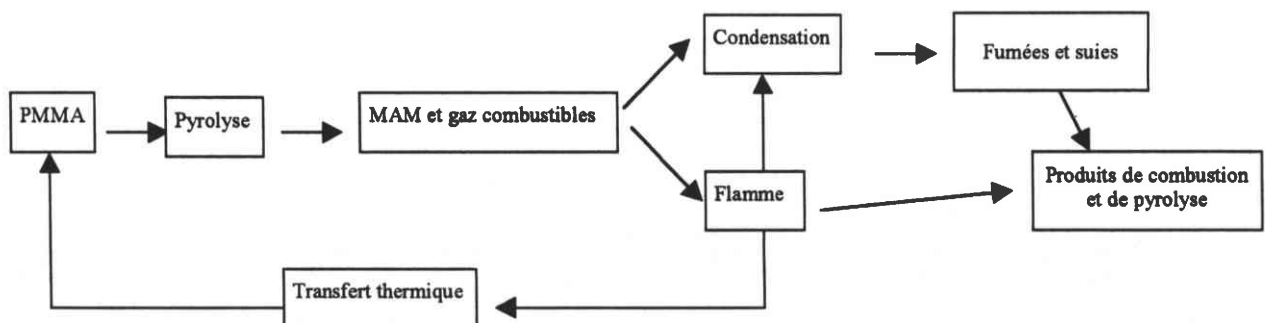 PMMA
Pyrolyse
MAM et gaz combustibles
Condensation
Fumées et suies
Flamme
Produits de combustion
et de pyrolyse
Transfert thermique